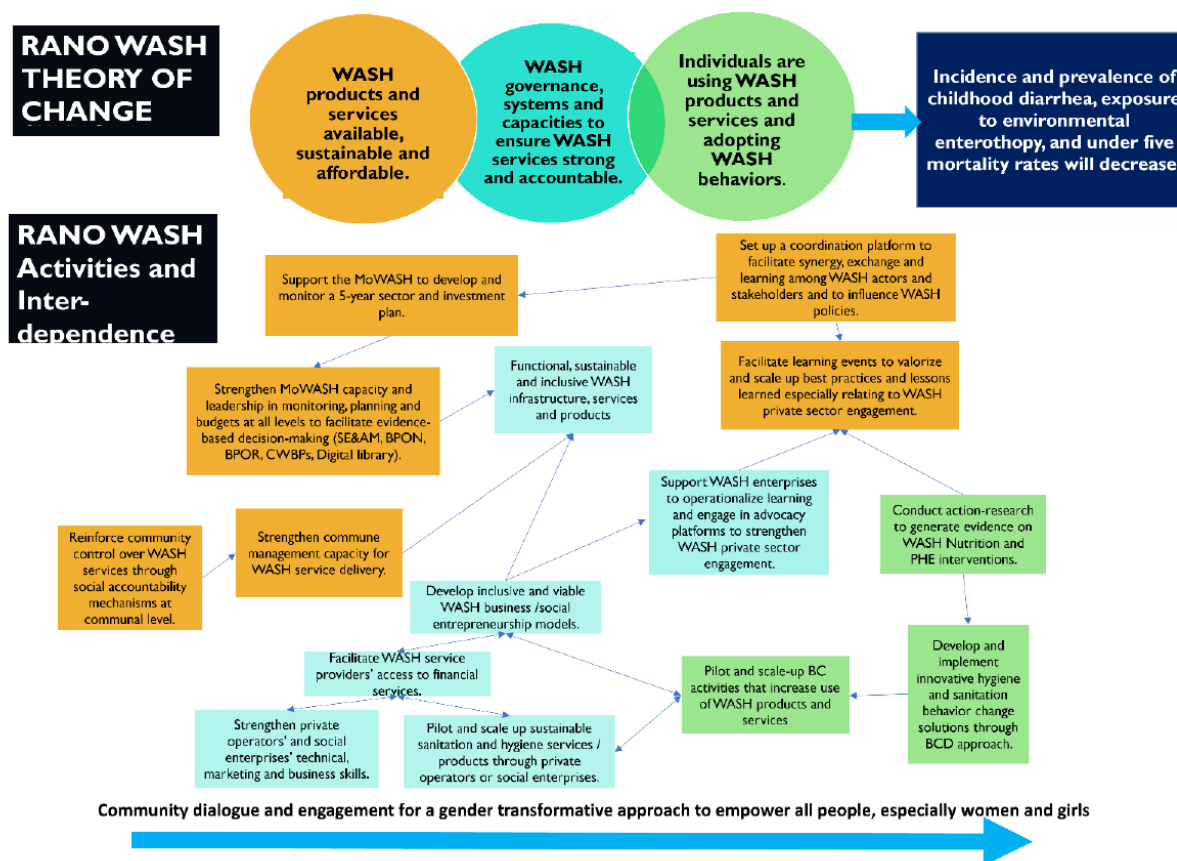 RANO WASH
THEORY OF
CHANGE
WASH
products and
services
available,
sustainable and
affordable.
WASH
governance,
systems and
capacities to
ensure WASH
services strong
and accountable.
Individuals are
using WASH
products and
services and
adopting
WASH
behaviors.
Incidence and prevalence of
childhood diarrhea, exposure
to environmental
enterothopy, and under five
mortality rates will decrease
RANO WASH
Activities and
Inter-
dependence
Support the MoWASH to develop and
monitor a 5-year sector and investment
plan.
Set up a coordination platform to
facilitate synergy, exchange and
learning among WASH actors and
stakeholders and to influence WASH
policies.
Strengthen MoWASH capacity and
leadership in monitoring, planning and
budgets at all levels to facilitate evidence-
based decision-making (SE&AM, BPON,
BPOR, CWBPs, Digital library).
Functional, sustainable
and inclusive WASH
infrastructure, services
and products
Facilitate learning events to valorize
and scale up best practices and lessons
learned especially relating to WASH
private sector engagement.
Reinforce community
control over WASH
services through
social accountability
mechanisms at
communal level.
Strengthen commune
management capacity for
WASH service delivery.
Support WASH enterprises
to operationalize learning
and engage in advocacy
platforms to strengthen
WASH private sector
engagement.
Conduct action-research
to generate evidence on
WASH Nutrition and
PHE interventions.
Develop inclusive and viable
WASH business /social
entrepreneurship models.
Facilitate WASH service
providers' access to financial
services.
Pilot and scale-up BC
activities that increase use
of WASH products and
services
Develop and
implement
innovative hygiene
and sanitation
behavior change
solutions through
BCD approach.
Strengthen private
operators' and social
enterprises' technical,
marketing and business skills.
Pilot and scale up sustainable
sanitation and hygiene services /
products through private
operators or social enterprises.
Community dialogue and engagement for a gender transformative approach to empower all people, especially women and girls